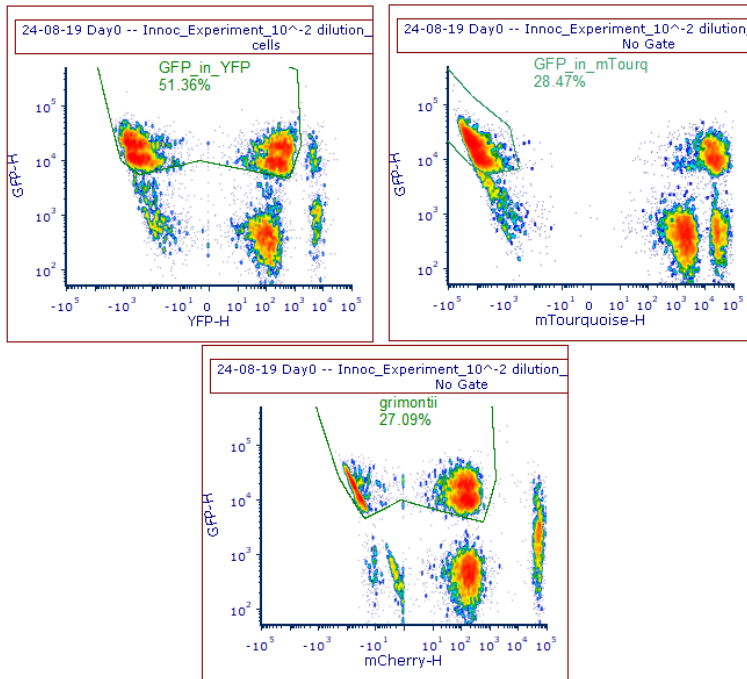 24-08-19 Day0 -- Innoc_Experiment_10^-2 dilution_
cells
GFP_in_YFP
51.36%
10^5
10^4
10^3
10^2
GFP-H
-10^5 -10^3 -10^1 0 10^1 10^2 10^3 10^4 10^5
YFP-H
24-08-19 Day0 -- Innoc_Experiment_10^-2 dilution_
No Gate
GFP_in_mTourq
28.47%
10^5
10^4
10^3
10^2
GFP-H
-10^5 -10^3 -10^1 0 10^1 10^2 10^3 10^4 10^5
mTourquoise-H
24-08-19 Day0 -- Innoc_Experiment_10^-2 dilution_
No Gate
grimontii
27.09%
10^5
10^4
10^3
10^2
GFP-H
-10^5 -10^3 -10^1 0 10^1 10^2 10^3 10^4 10^5
mCherry-H